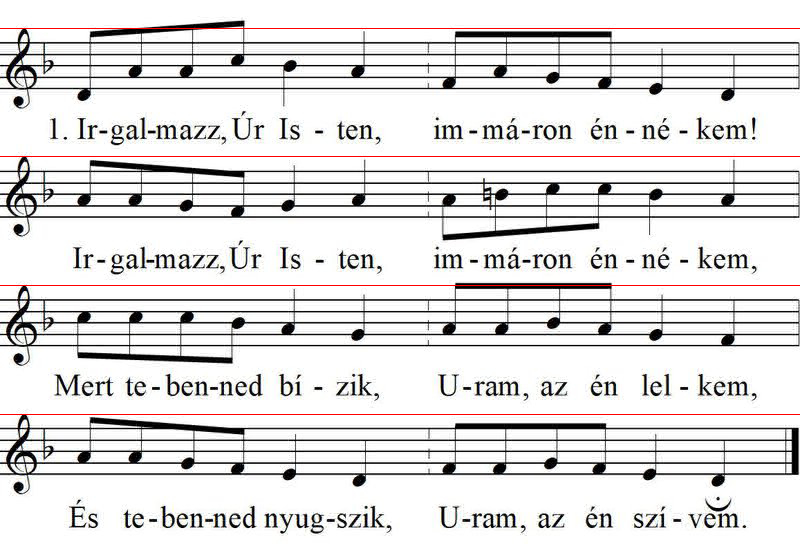 1. Ir-gal-mazz, Úr Is - ten, im-má-ron én-né-kem!
Ir-gal-mazz, Úr Is - ten, im-má-ron én-né-kem,
Mert te-ben-ned bí - zik, U-ram, az én lel-kem,
És te-ben-ned nyug-szik, U-ram, az én szí-vem.